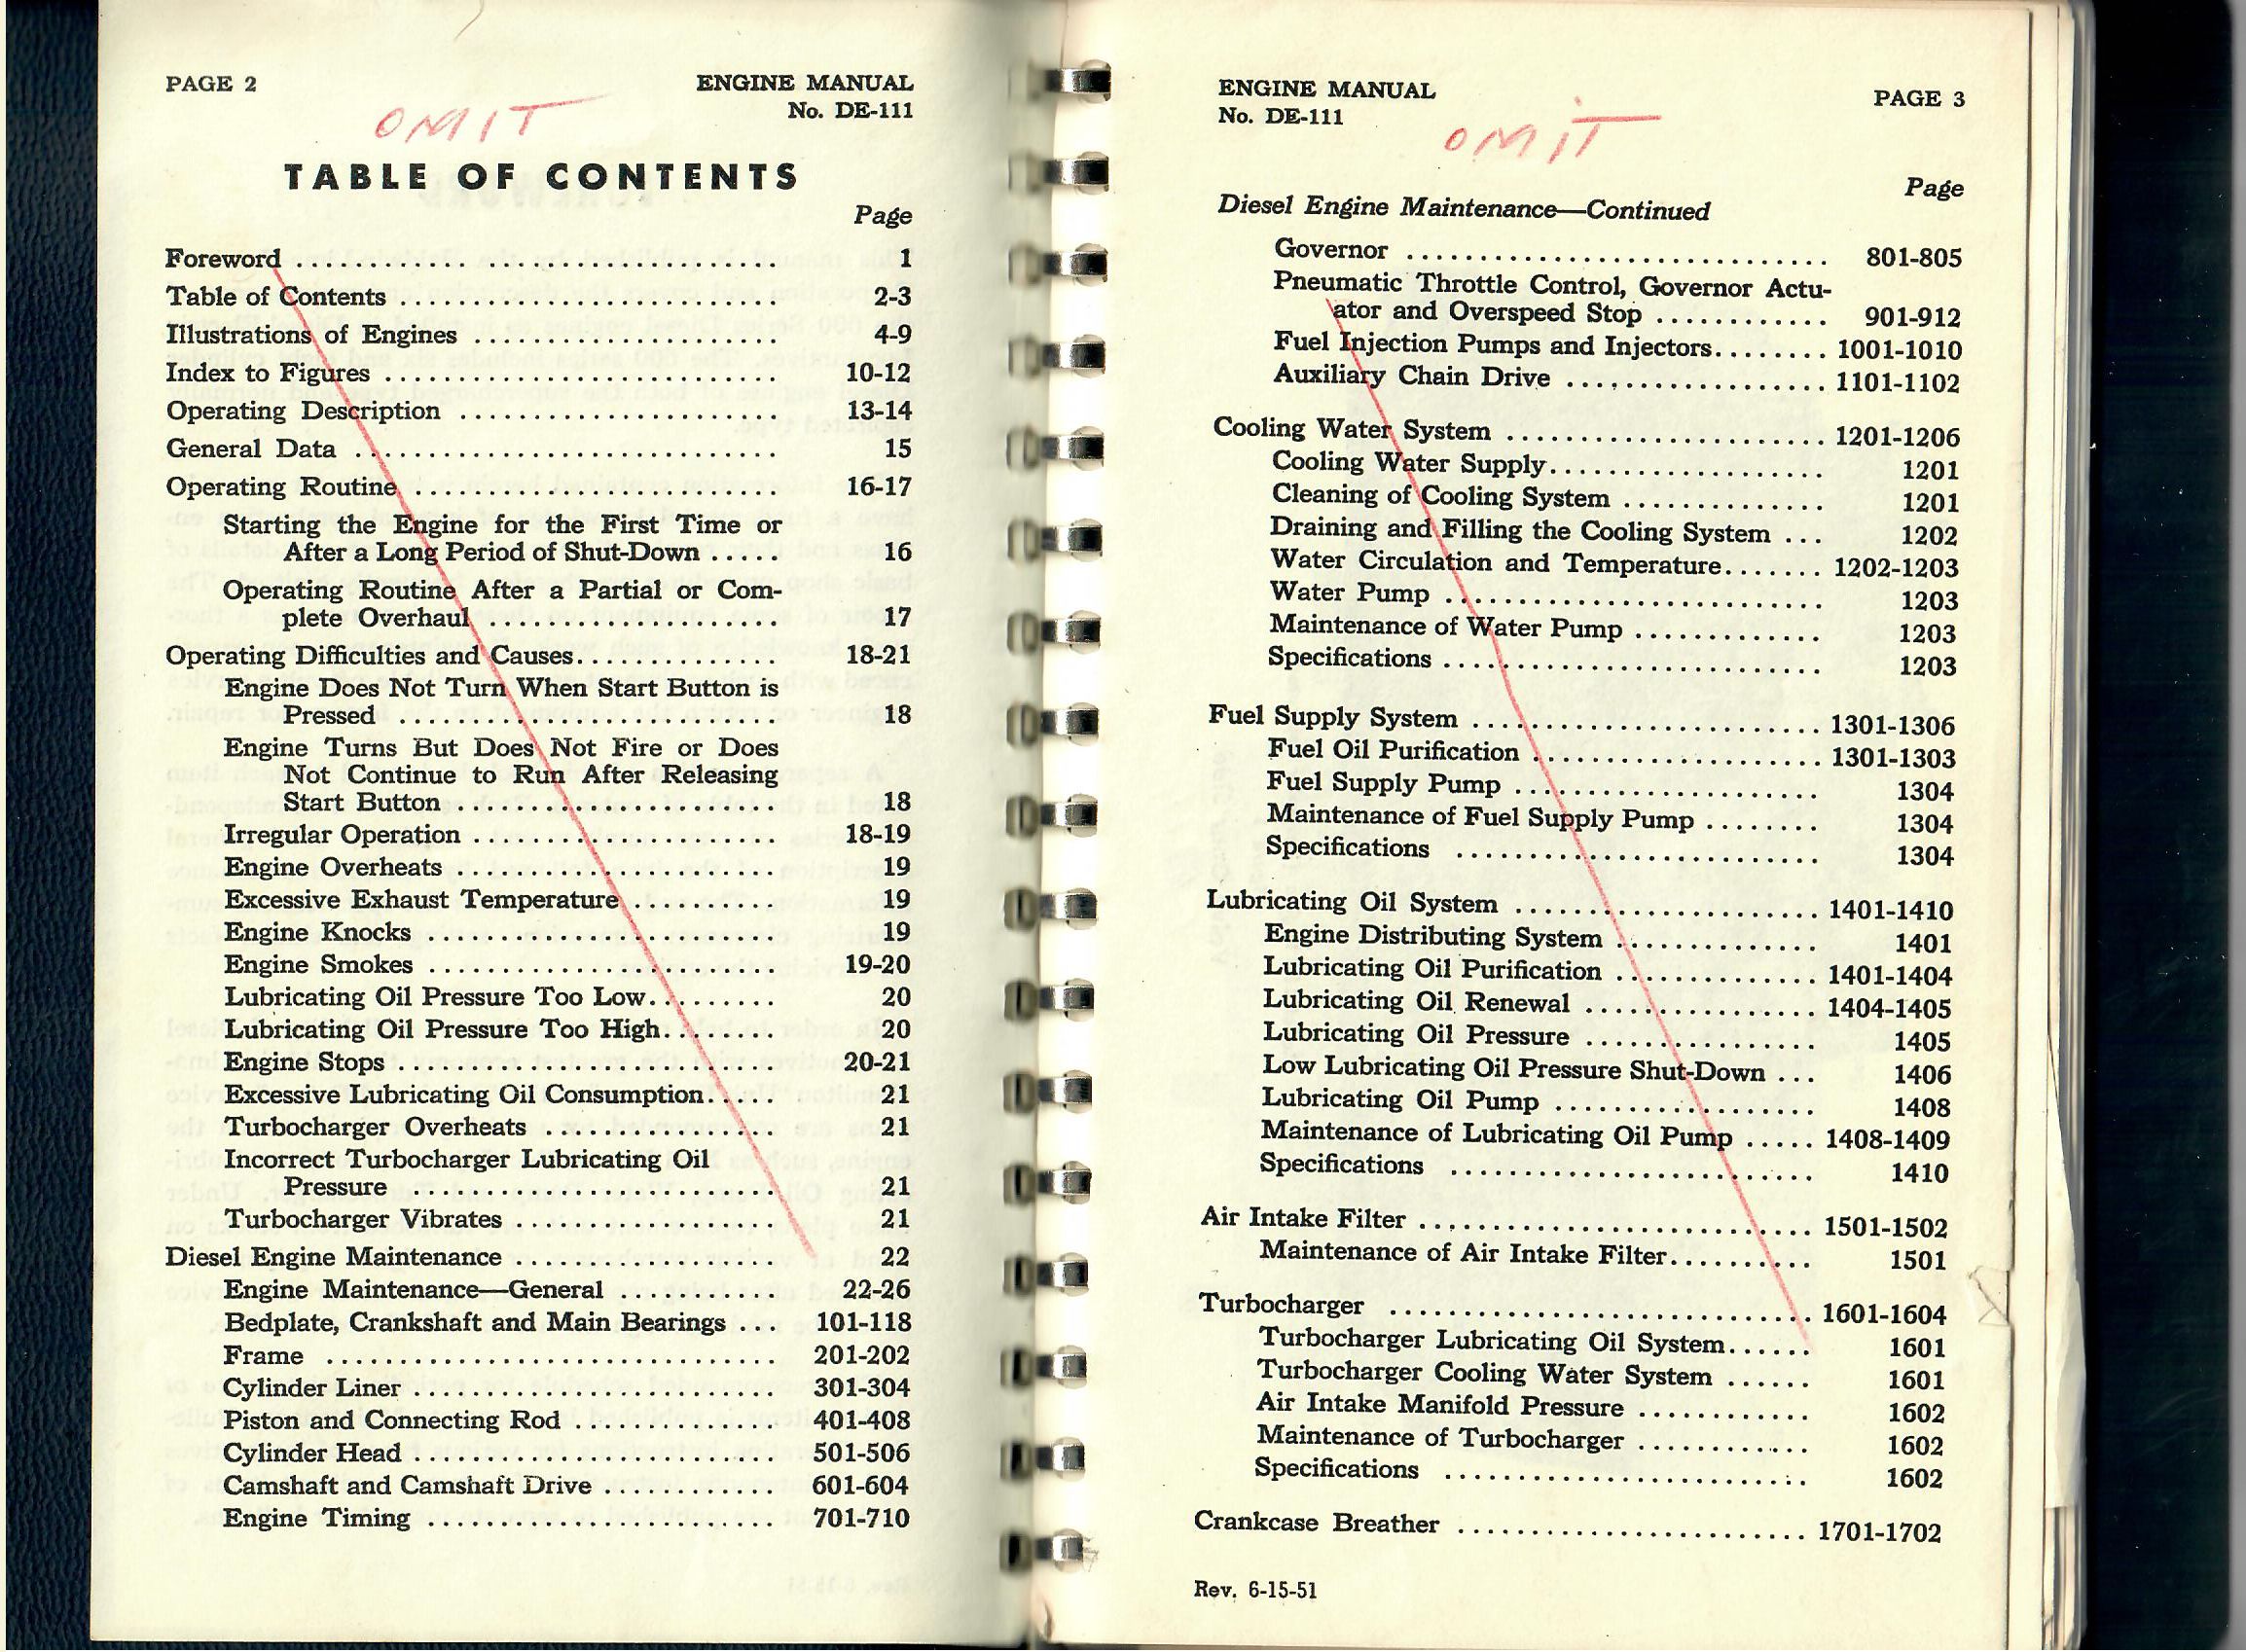 PAGE 2
ENGINE MANUAL
No. DE-111
OMIT
TABLE OF CONTENTS
Page
Foreword .......................... 1
Table of Contents .......................... 2-3
Illustrations of Engines .......................... 4-9
Index to Figures .......................... 10-12
Operating Description .......................... 13-14
General Data .......................... 15
Operating Routine .......................... 16-17
Starting the Engine for the First Time or
After a Long Period of Shut-Down ..... 16
Operating Routine After a Partial or Com-
plete Overhaul .................... 17
Operating Difficulties and Causes.............. 18-21
Engine Does Not Turn When Start Button is
Pressed .......................... 18
Engine Turns But Does Not Fire or Does
Not Continue to Run After Releasing
Start Button ....................... 18
Irregular Operation ..................... 18-19
Engine Overheats ...................... 19
Excessive Exhaust Temperature .......... 19
Engine Knocks ........................ 19
Engine Smokes ........................ 19-20
Lubricating Oil Pressure Too Low......... 20
Lubricating Oil Pressure Too High........ 20
Engine Stops .......................... 20-21
Excessive Lubricating Oil Consumption..... 21
Turbocharger Overheats ................ 21
Incorrect Turbocharger Lubricating Oil
Pressure ......................... 21
Turbocharger Vibrates .................. 21
Diesel Engine Maintenance ................... 22
Engine Maintenance—General ........... 22-26
Bedplate, Crankshaft and Main Bearings ... 101-118
Frame ............................... 201-202
Cylinder Liner ......................... 301-304
Piston and Connecting Rod .............. 401-408
Cylinder Head ......................... 501-506
Camshaft and Camshaft Drive ............ 601-604
Engine Timing ........................ 701-710
ENGINE MANUAL
No. DE-111
PAGE 3
OMIT
Page
Diesel Engine Maintenance—Continued
Governor ............................. 801-805
Pneumatic Throttle Control, Governor Actu-
ator and Overspeed Stop ............ 901-912
Fuel Injection Pumps and Injectors........ 1001-1010
Auxiliary Chain Drive .................. 1101-1102
Cooling Water System ...................... 1201-1206
Cooling Water Supply................... 1201
Cleaning of Cooling System .............. 1201
Draining and Filling the Cooling System ... 1202
Water Circulation and Temperature....... 1202-1203
Water Pump .......................... 1203
Maintenance of Water Pump ............. 1203
Specifications .......................... 1203
Fuel Supply System ........................ 1301-1306
Fuel Oil Purification .................... 1301-1303
Fuel Supply Pump ..................... 1304
Maintenance of Fuel Supply Pump ........ 1304
Specifications ......................... 1304
Lubricating Oil System ..................... 1401-1410
Engine Distributing System .............. 1401
Lubricating Oil Purification .............. 1401-1404
Lubricating Oil Renewal ................ 1404-1405
Lubricating Oil Pressure ................ 1405
Low Lubricating Oil Pressure Shut-Down ... 1406
Lubricating Oil Pump .................. 1408
Maintenance of Lubricating Oil Pump ..... 1408-1409
Specifications ......................... 1410
Air Intake Filter ........................... 1501-1502
Maintenance of Air Intake Filter.......... 1501
Turbocharger ............................. 1601-1604
Turbocharger Lubricating Oil System...... 1601
Turbocharger Cooling Water System ...... 1601
Air Intake Manifold Pressure ............ 1602
Maintenance of Turbocharger ............ 1602
Specifications ......................... 1602
Crankcase Breather ........................ 1701-1702
Rev. 6-15-51